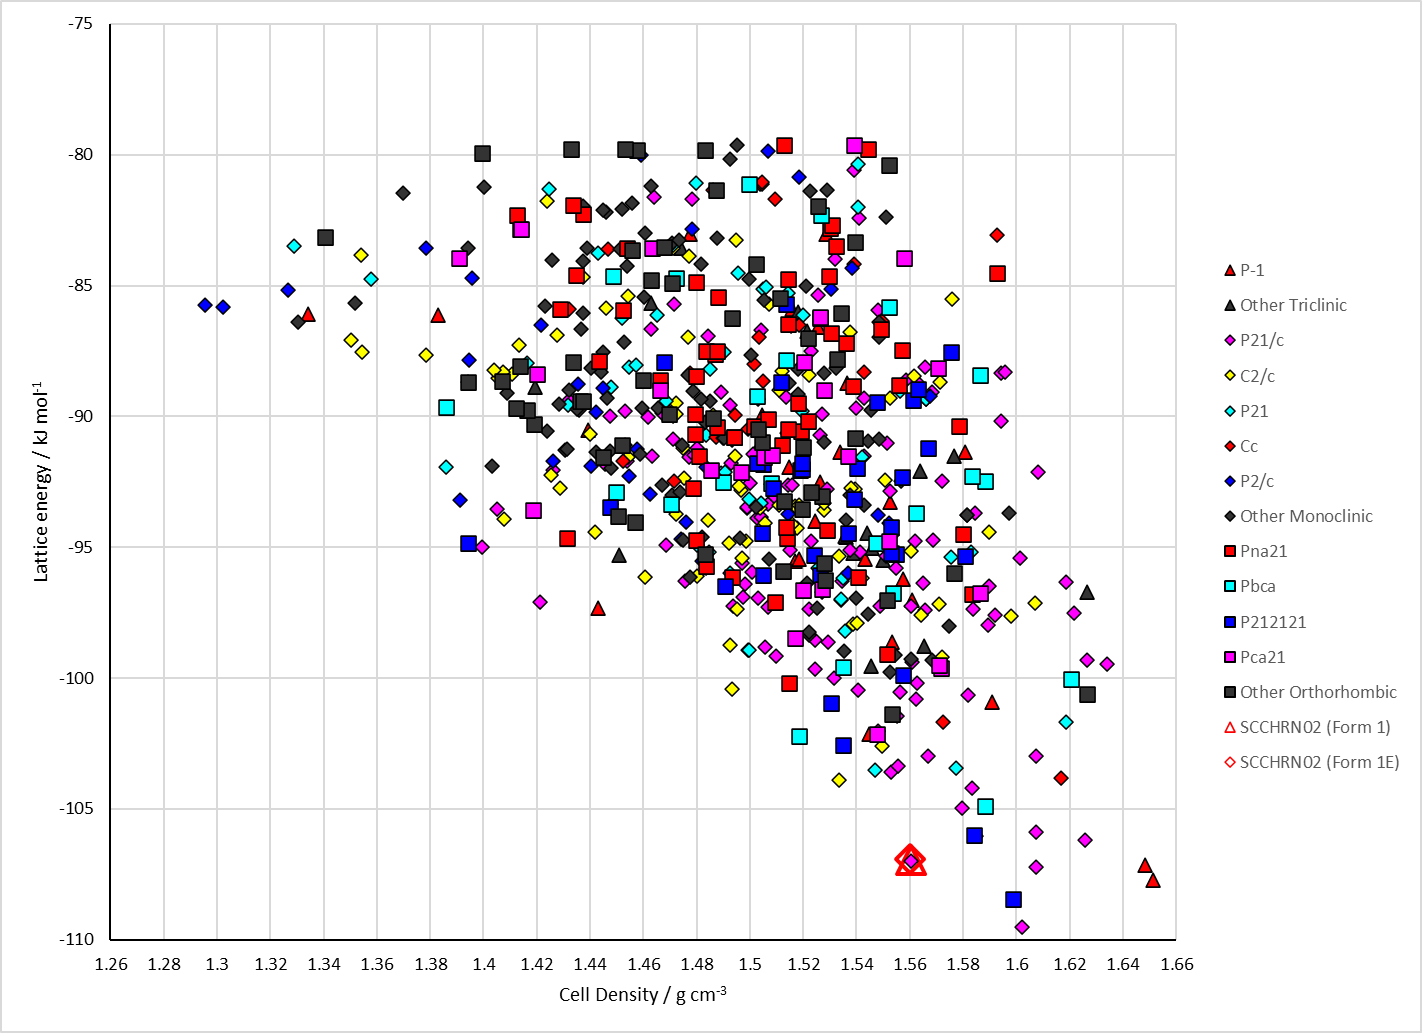 -75
-80
-85
-90
-95
-100
-105
-110
Lattice energy / kJ mol-1
1.26 1.28 1.3 1.32 1.34 1.36 1.38 1.4 1.42 1.44 1.46 1.48 1.5 1.52 1.54 1.56 1.58 1.6 1.62 1.64 1.66
Cell Density / g cm-3
P-1
Other Triclinic
P21/c
C2/c
P21
Cc
P2/c
Other Monoclinic
Pna21
Pbca
P212121
Pca21
Other Orthorhombic
SCCHRN02 (Form 1)
SCCHRN02 (Form 1E)